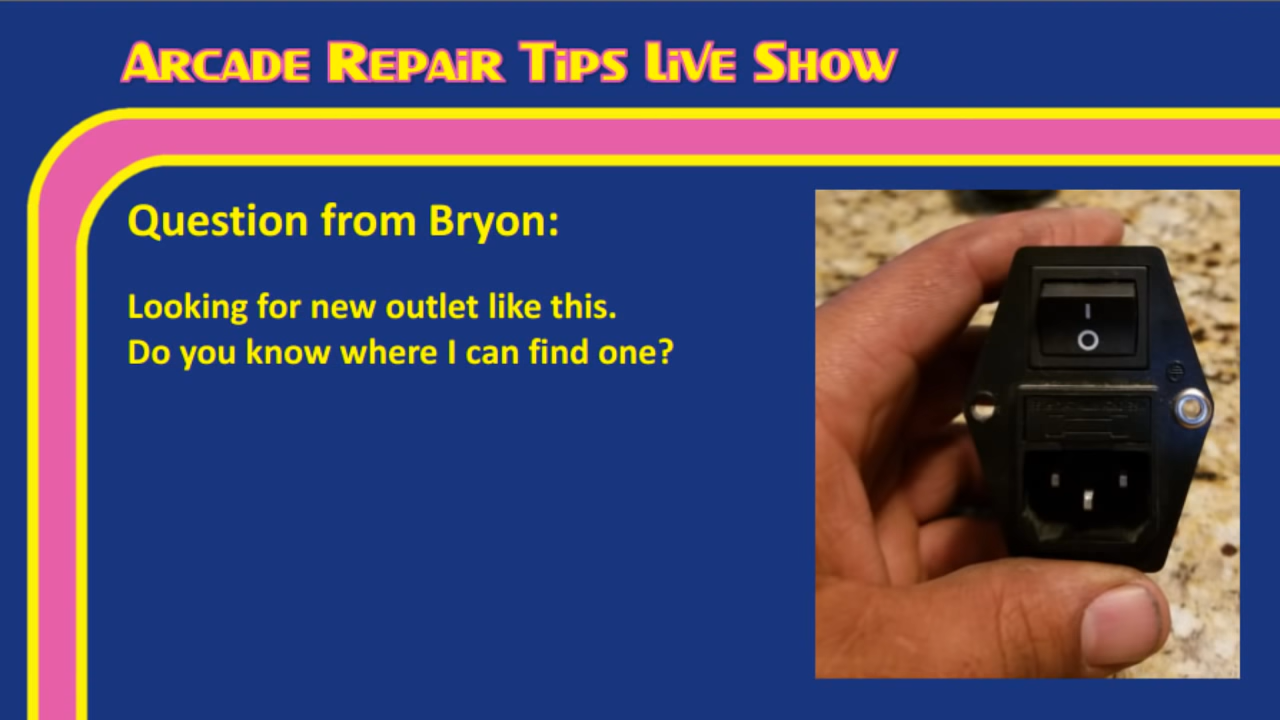 Arcade Repair Tips Live Show
Question from Bryon:
Looking for new outlet like this.
Do you know where I can find one?
I
O